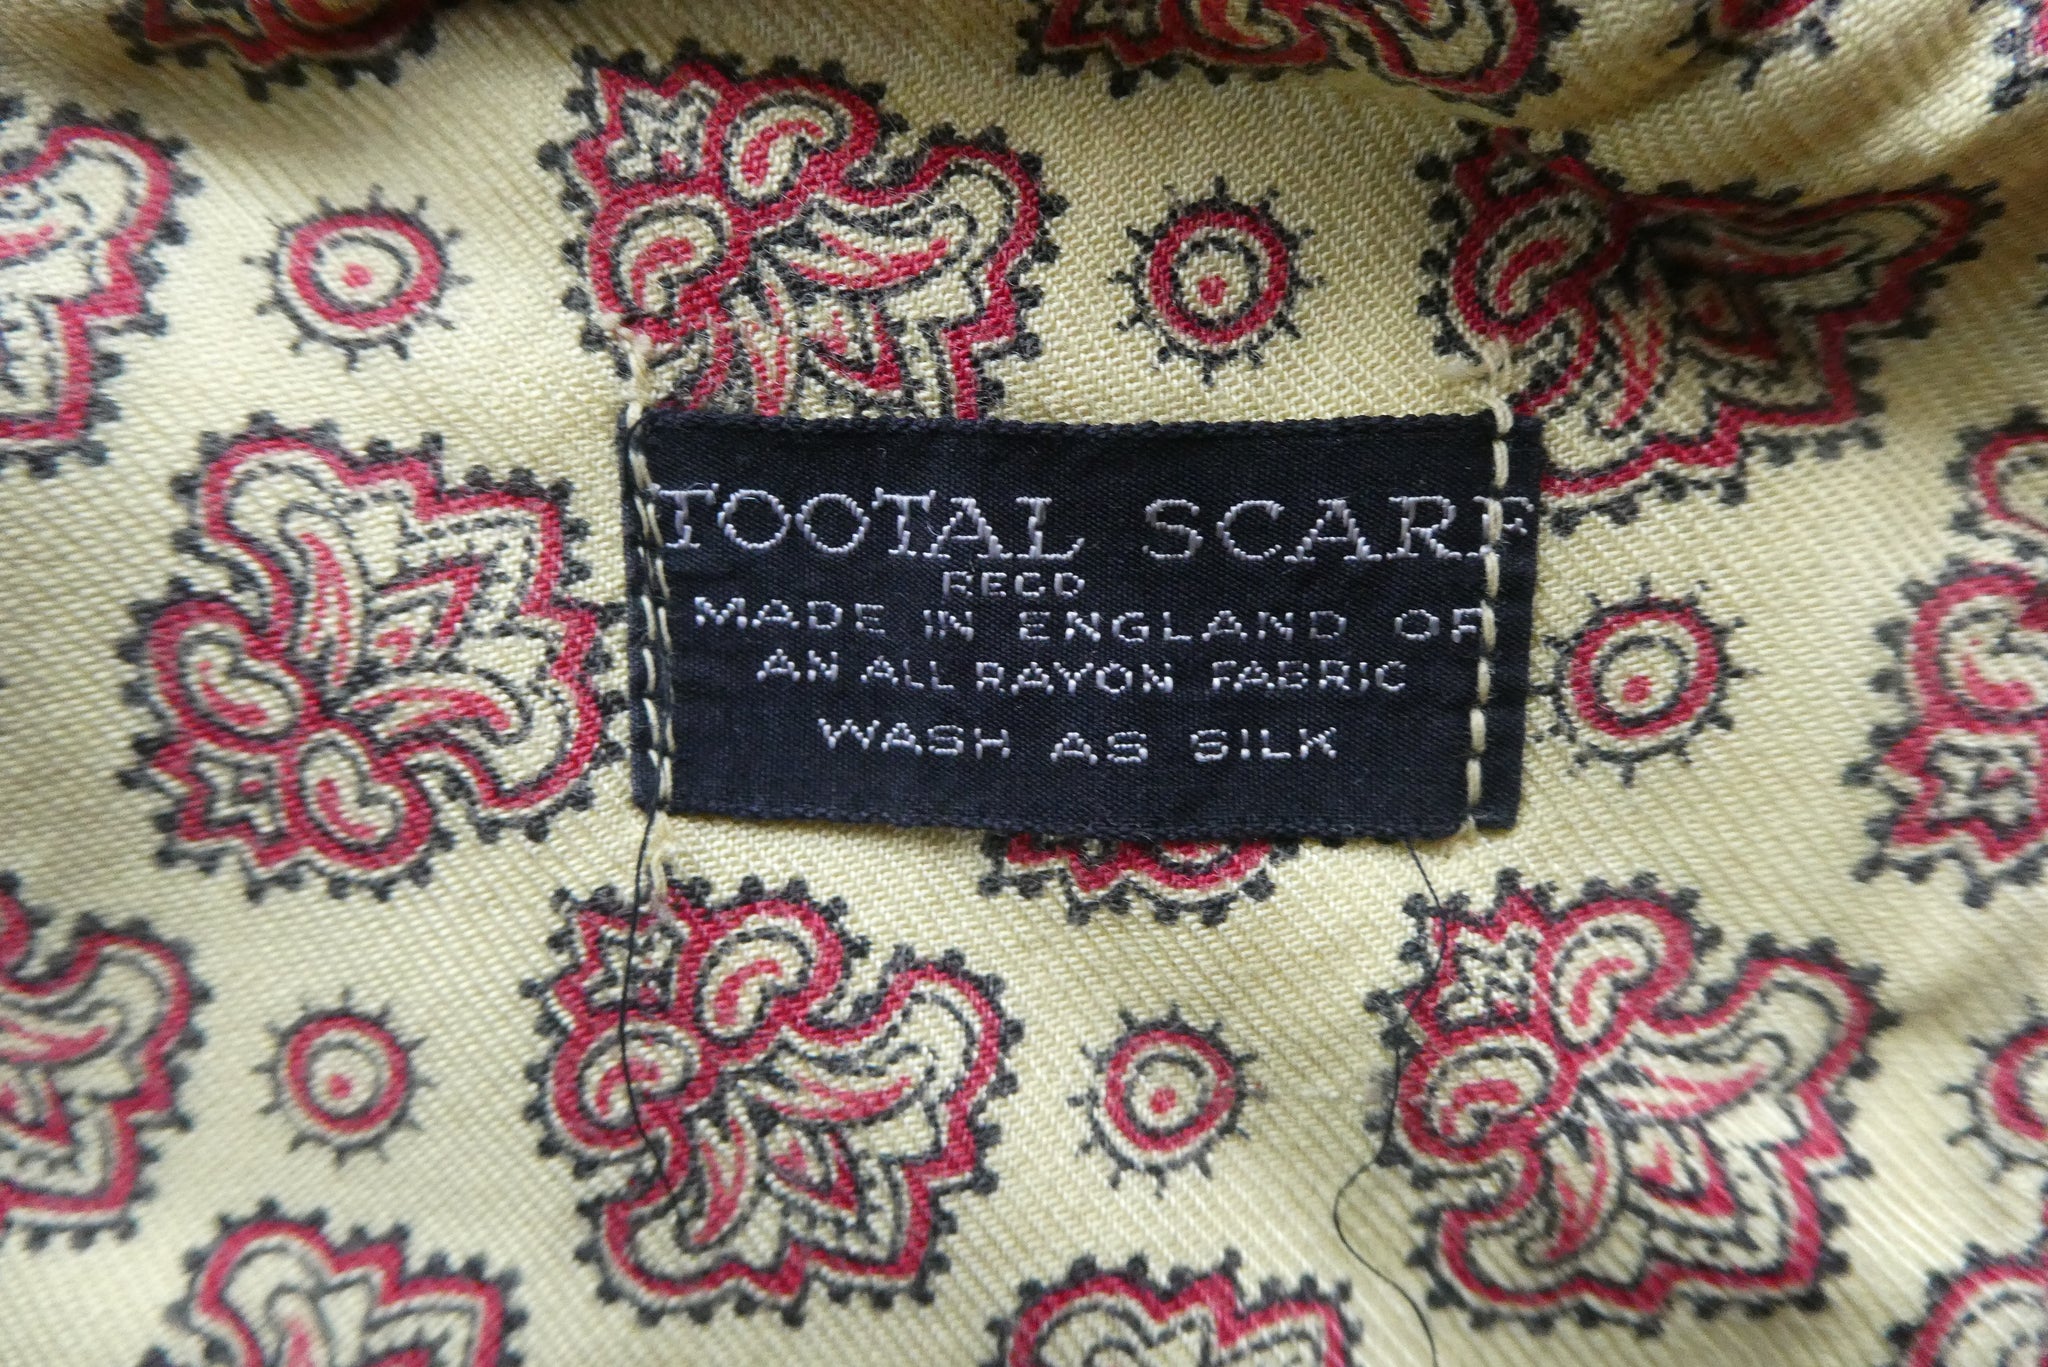 TOOTAL SCARF
REGD
MADE IN ENGLAND OF
AN ALL RAYON FABRIC
WASH AS SILK